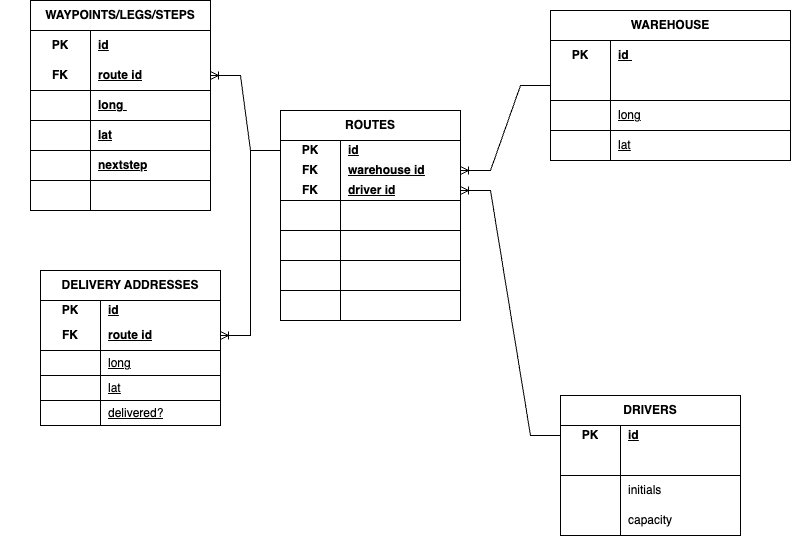 WAYPOINTS/LEGS/STEPS
PK id
FK route id
long
lat
nextstep
WAREHOUSE
PK id
long
lat
ROUTES
PK id
FK warehouse id
FK driver id
DELIVERY ADDRESSES
PK id
FK route id
long
lat
delivered?
DRIVERS
PK id
initials
capacity